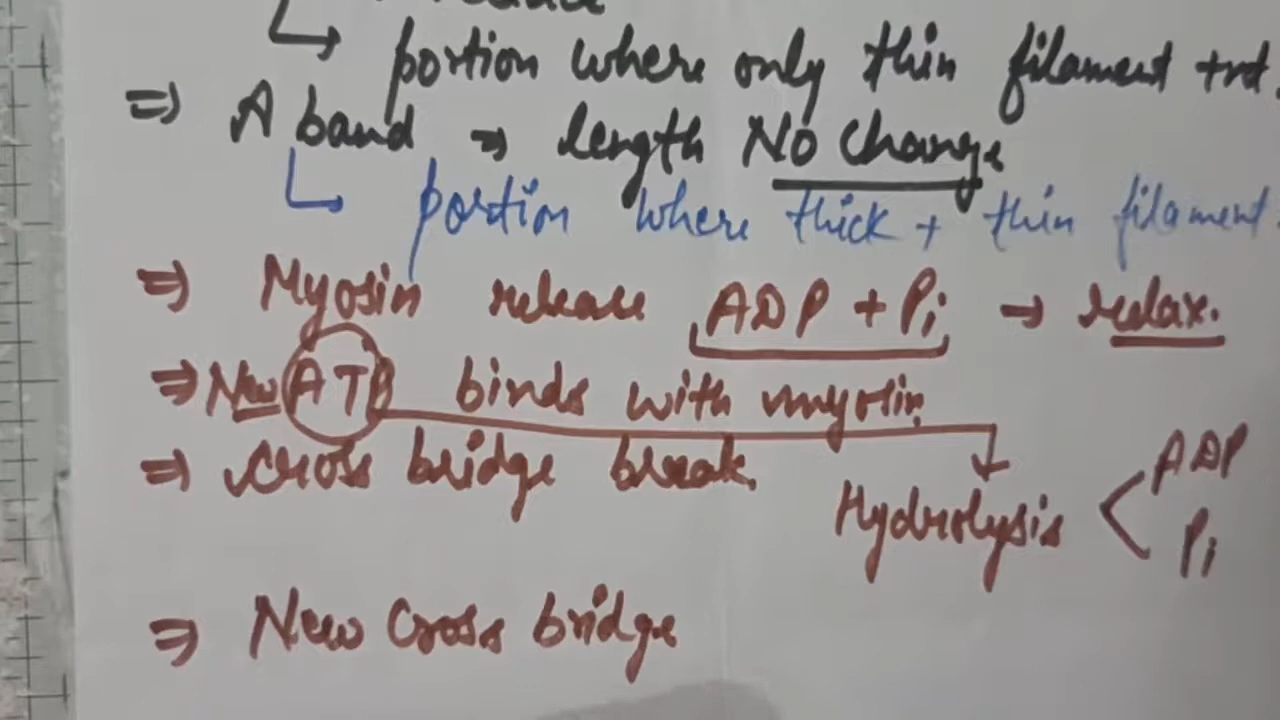 ↳ portion where only thin filament
⇒ A band ⇒ length No Change
↳ portion where thick + thin filament.
⇒ Myosin release ADP + Pi → relax.
⇒ New ATP binds with myosin
⇒ Cross bridge break.
Hydrolysis < ADP
Pi
⇒ New Cross bridge